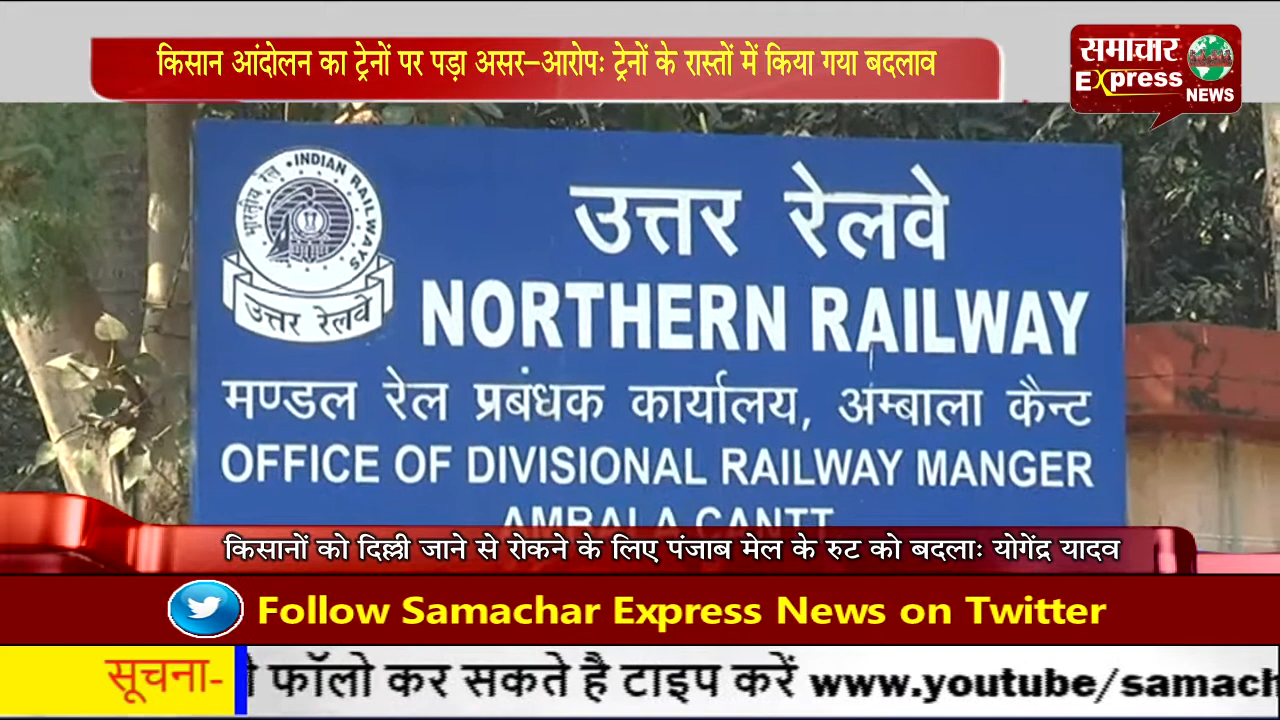 किसान आंदोलन का ट्रेनों पर पड़ा असर–आरोपः ट्रेनों के रास्तों में किया गया बदलाव
समाचार
Express
NEWS
INDIAN RAILWAYS
भारतीय रेल
उत्तर रेलवे
उत्तर रेलवे
NORTHERN RAILWAY
मण्डल रेल प्रबंधक कार्यालय, अम्बाला कैन्ट
OFFICE OF DIVISIONAL RAILWAY MANGER
AMBALA CANTT
किसानों को दिल्ली जाने से रोकने के लिए पंजाब मेल के रुट को बदलाः योगेंद्र यादव
Follow Samachar Express News on Twitter
सूचना- फॉलो कर सकते है टाइप करें www.youtube/samach